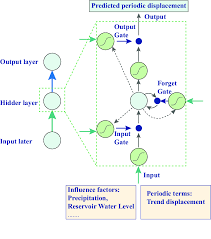 Predicted periodic displacement
Output
Output
Gate
Output layer
Forget
Gate
Hidder layer
Input
Gate
Input later
Input
Influence factors:
Precipitation,
Reservoir Water Level
......
Periodic terms:
Trend displacement